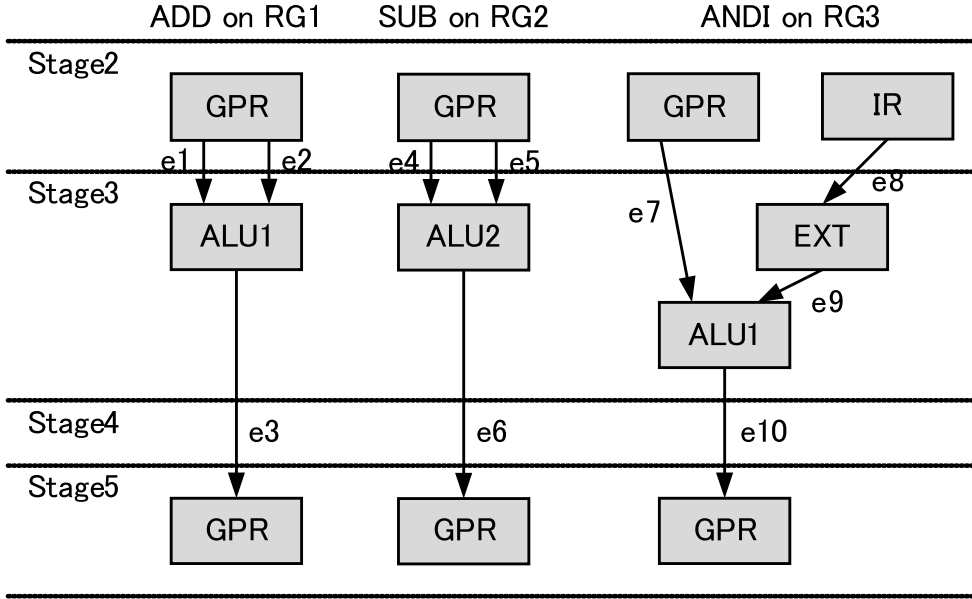 ADD on RG1 SUB on RG2 ANDI on RG3
Stage2
GPR GPR GPR IR
e1 e2 e4 e5 e8
Stage3
e7
ALU1 ALU2 EXT
e9
ALU1
Stage4
e3 e6 e10
Stage5
GPR GPR GPR